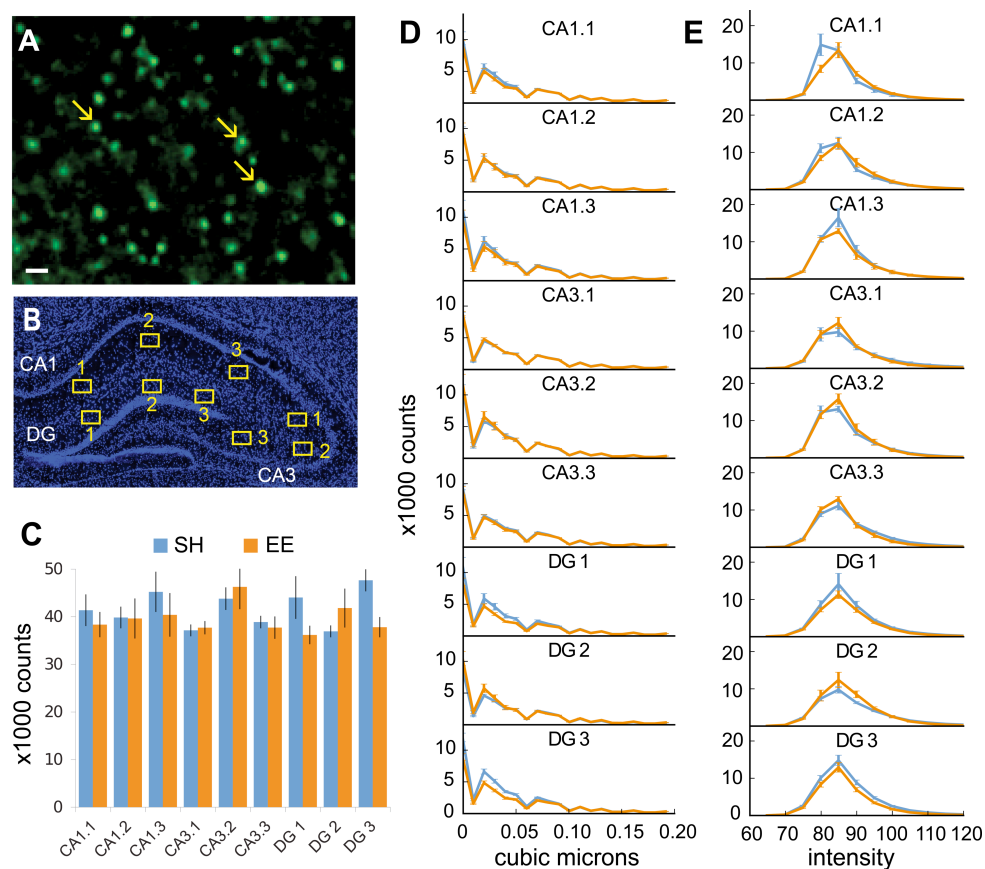 A
B
CA1
DG
CA3
1
2
3
1
2
3
1
2
3
C
SH
EE
x1000 counts
50
40
30
20
10
0
CA1.1
CA1.2
CA1.3
CA3.1
CA3.2
CA3.3
DG 1
DG 2
DG 3
D
x1000 counts
CA1.1
10
5
CA1.2
10
5
CA1.3
10
5
CA3.1
10
5
CA3.2
10
5
CA3.3
10
5
DG 1
10
5
DG 2
10
5
DG 3
10
5
0
0.05
0.10
0.15
0.20
cubic microns
E
CA1.1
20
10
CA1.2
20
10
CA1.3
20
10
CA3.1
20
10
CA3.2
20
10
CA3.3
20
10
DG 1
20
10
DG 2
20
10
DG 3
20
10
0
60
70
80
90
100
110
120
intensity